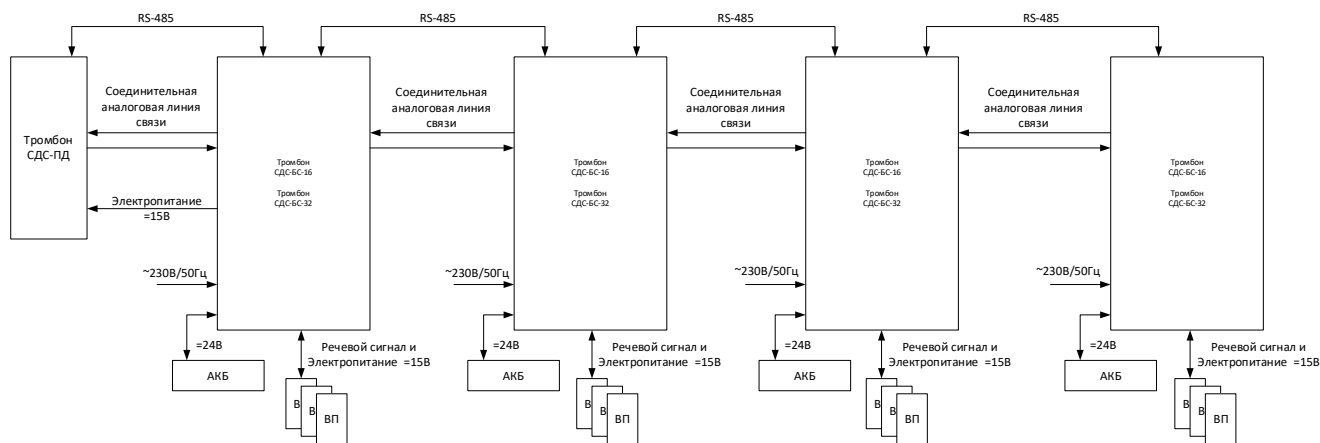 RS-485
RS-485
RS-485
RS-485
Соединительная
аналоговая линия
связи
Соединительная
аналоговая линия
связи
Соединительная
аналоговая линия
связи
Соединительная
аналоговая линия
связи
Тромбон
СДС-ПД
Электропитание
=15В
Тромбон
СДС-БС-16
Тромбон
СДС-БС-32
Тромбон
СДС-БС-16
Тромбон
СДС-БС-32
Тромбон
СДС-БС-16
Тромбон
СДС-БС-32
Тромбон
СДС-БС-16
Тромбон
СДС-БС-32
~230В/50Гц
~230В/50Гц
~230В/50Гц
~230В/50Гц
=24В
Речевой сигнал и
Электропитание =15В
=24В
Речевой сигнал и
Электропитание =15В
=24В
Речевой сигнал и
Электропитание =15В
=24В
Речевой сигнал и
Электропитание =15В
АКБ
В
В
ВП
АКБ
В
В
ВП
АКБ
В
В
ВП
АКБ
В
В
ВП